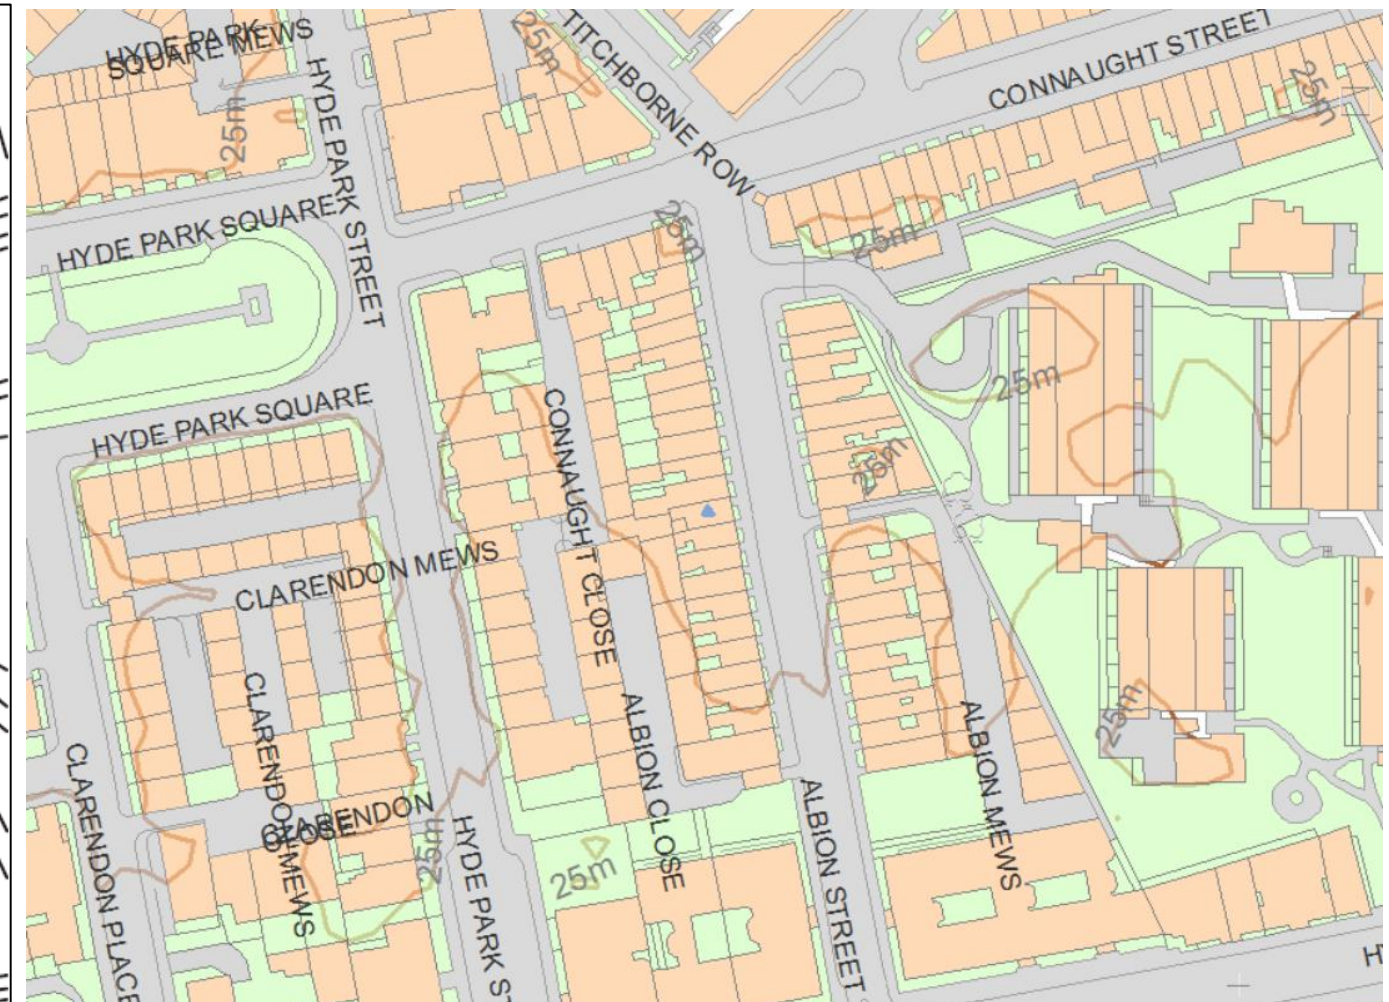 HYDE PARK
SQUARE MEWS
25m
TITCHBORNE ROW
CONNAUGHT STREET
25m
25m
HYDE PARK STREET
HYDE PARK SQUARE
25m
25m
HYDE PARK SQUARE
25m
CONNAUGHT CLOSE
25m
CLARENDON MEWS
CLARENDON MEWS
ALBION CLOSE
ALBION MEWS
25m
CLARENDON PLACE
CLARENDON
CLOSE
25m
HYDE PARK ST
25m
ALBION STREET
H